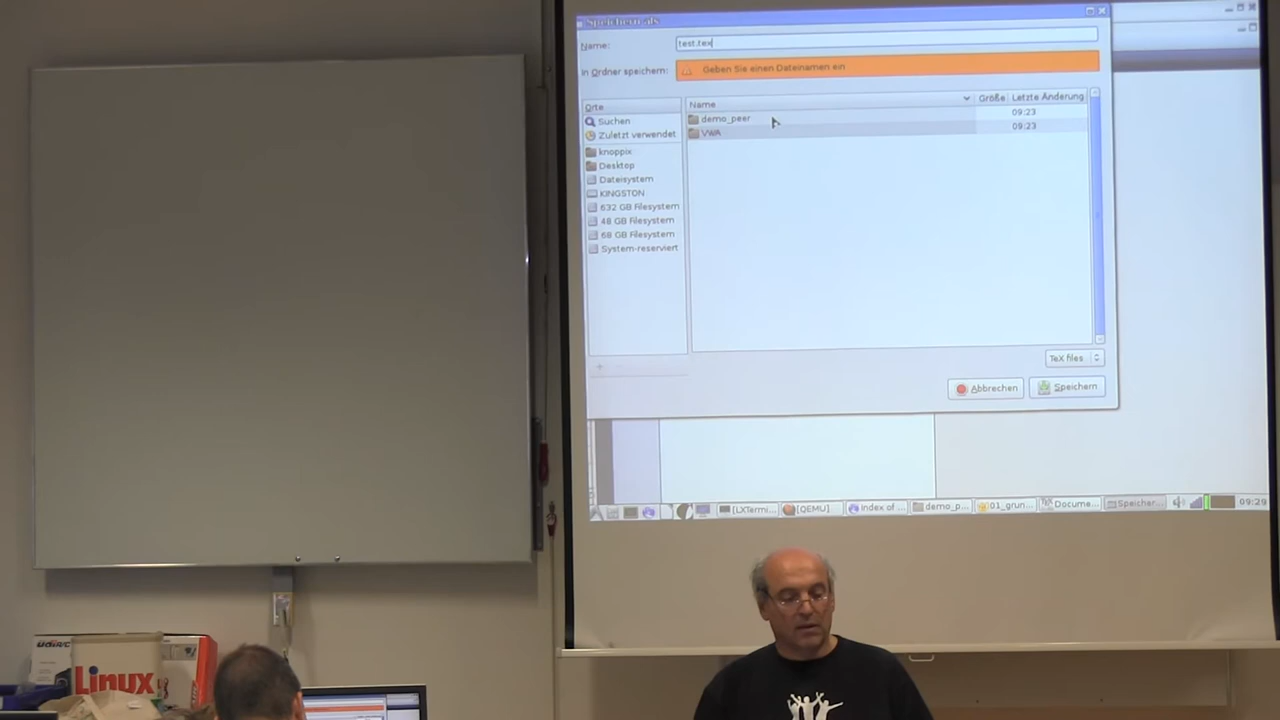 Speichern als
Name:
test.tex
In Ordner speichern:
Geben Sie einen Dateinamen ein
Orte
Suchen
Zuletzt verwendet
knoppix
Desktop
Dateisystem
KINGSTON
632 GB Filesystem
48 GB Filesystem
68 GB Filesystem
System-reserviert
Name
Größe
Letzte Änderung
demo_peer
09:23
VWA
09:23
TeX files
Abbrechen
Speichern
[LXTermi...
[QEMU]
Index of ...
demo_p...
01_grun...
Docume...
Speicher...
09:29
Linux